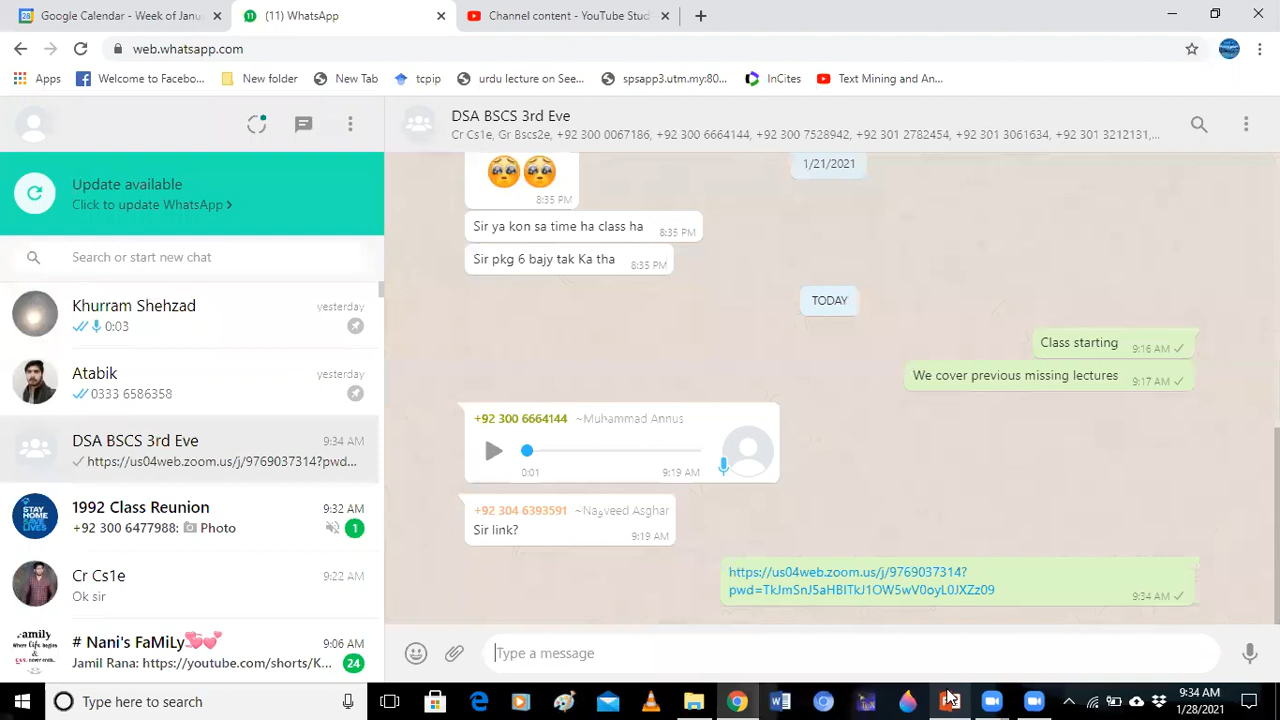 Google Calendar - Week of Janu
(11) WhatsApp
Channel content - YouTube Stud
web.whatsapp.com
Apps
Welcome to Facebo...
New folder
New Tab
tcpip
urdu lecture on See...
spsapp3.utm.my:80...
InCites
Text Mining and An...
DSA BSCS 3rd Eve
Cr Cs1e, Gr Bscs2e, +92 300 0067186, +92 300 6664144, +92 300 7528942, +92 301 2782454, +92 301 3061634, +92 301 3212131,...
Update available
Click to update WhatsApp >
Search or start new chat
Khurram Shehzad
yesterday
0:03
Atabik
yesterday
0333 6586358
DSA BSCS 3rd Eve
9:34 AM
https://us04web.zoom.us/j/9769037314?pwd...
1992 Class Reunion
9:32 AM
+92 300 6477988: Photo
1
Cr Cs1e
9:22 AM
Ok sir
# Nani's FaMiLy
9:06 AM
Jamil Rana: https://youtube.com/shorts/K...
24
1/21/2021
8:35 PM
Sir ya kon sa time ha class ha
8:35 PM
Sir pkg 6 bajy tak Ka tha
8:35 PM
TODAY
Class starting
9:16 AM
We cover previous missing lectures
9:17 AM
+92 300 6664144 ~Muhammad Annus
0:01
9:19 AM
+92 304 6393591
Sir link?
9:19 AM
https://us04web.zoom.us/j/9769037314?
pwd=TkJmSnJ5aHBITkJ1OW5wV0oyL0JXZz09
9:34 AM
Type a message
Type here to search
9:34 AM
1/28/2021